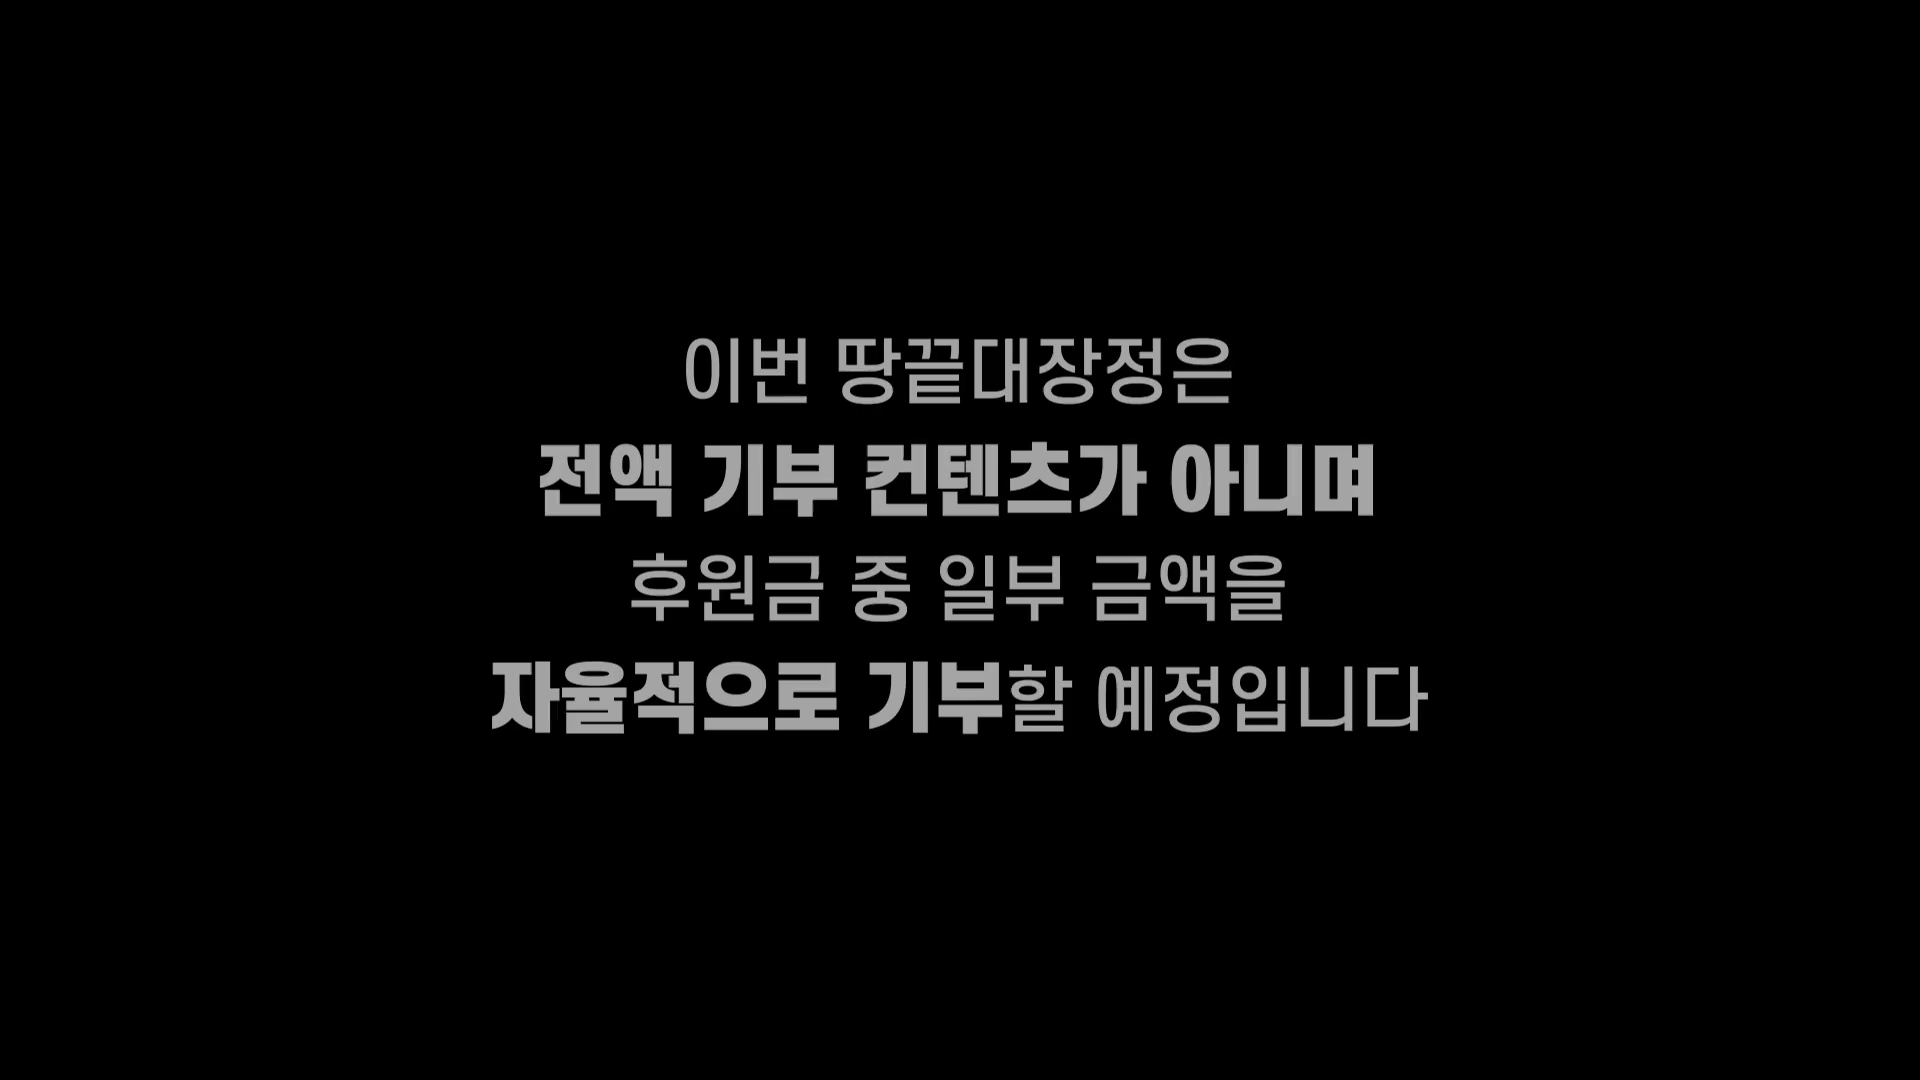 이번 땅끝대장정은
전액 기부 컨텐츠가 아니며
후원금 중 일부 금액을
자율적으로 기부할 예정입니다